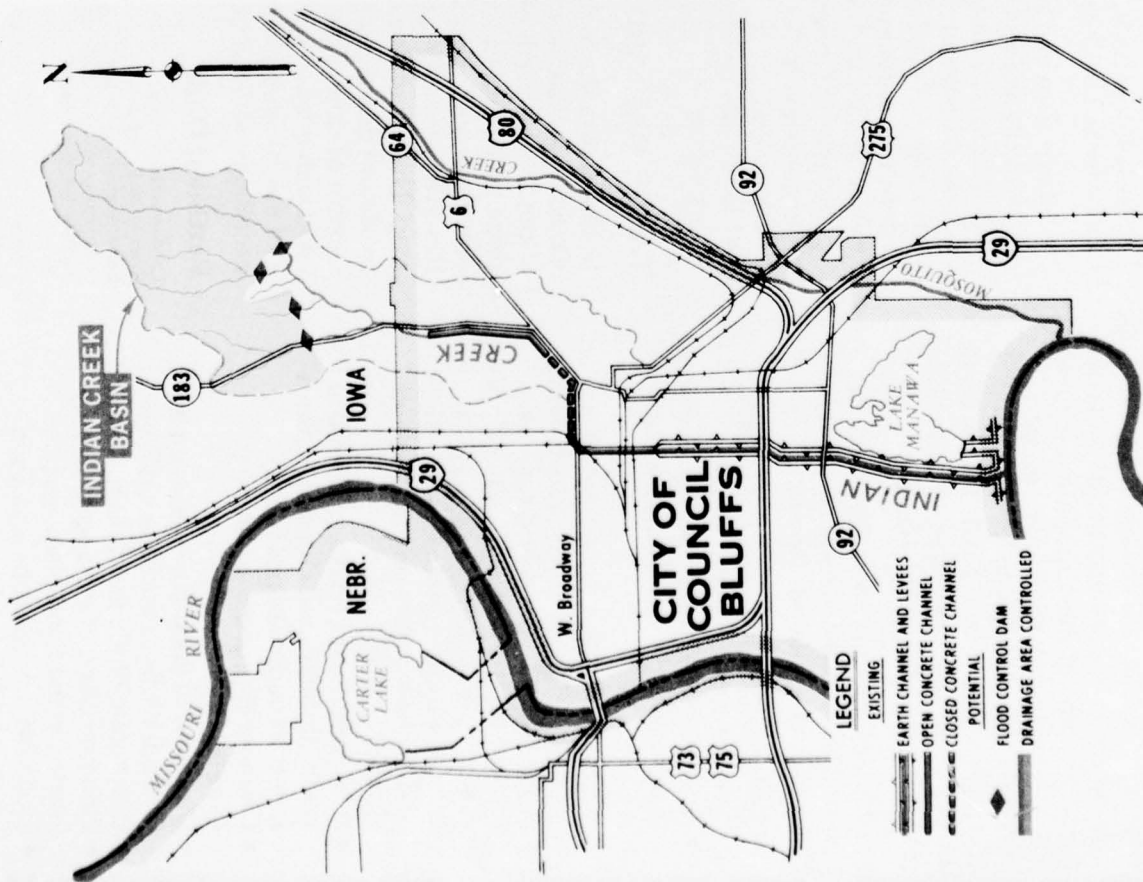 N
INDIAN CREEK
BASIN
183
64
80
CREEK
6
92
275
29
MOSQUITO
CREEK
IOWA
29
MISSOURI
RIVER
NEBR.
CARTER
LAKE
W. Broadway
CITY OF
COUNCIL
BLUFFS
LAKE
MANAWA
INDIAN
92
73
75
LEGEND
EXISTING
EARTH CHANNEL AND LEVEES
OPEN CONCRETE CHANNEL
CLOSED CONCRETE CHANNEL
POTENTIAL
FLOOD CONTROL DAM
DRAINAGE AREA CONTROLLED